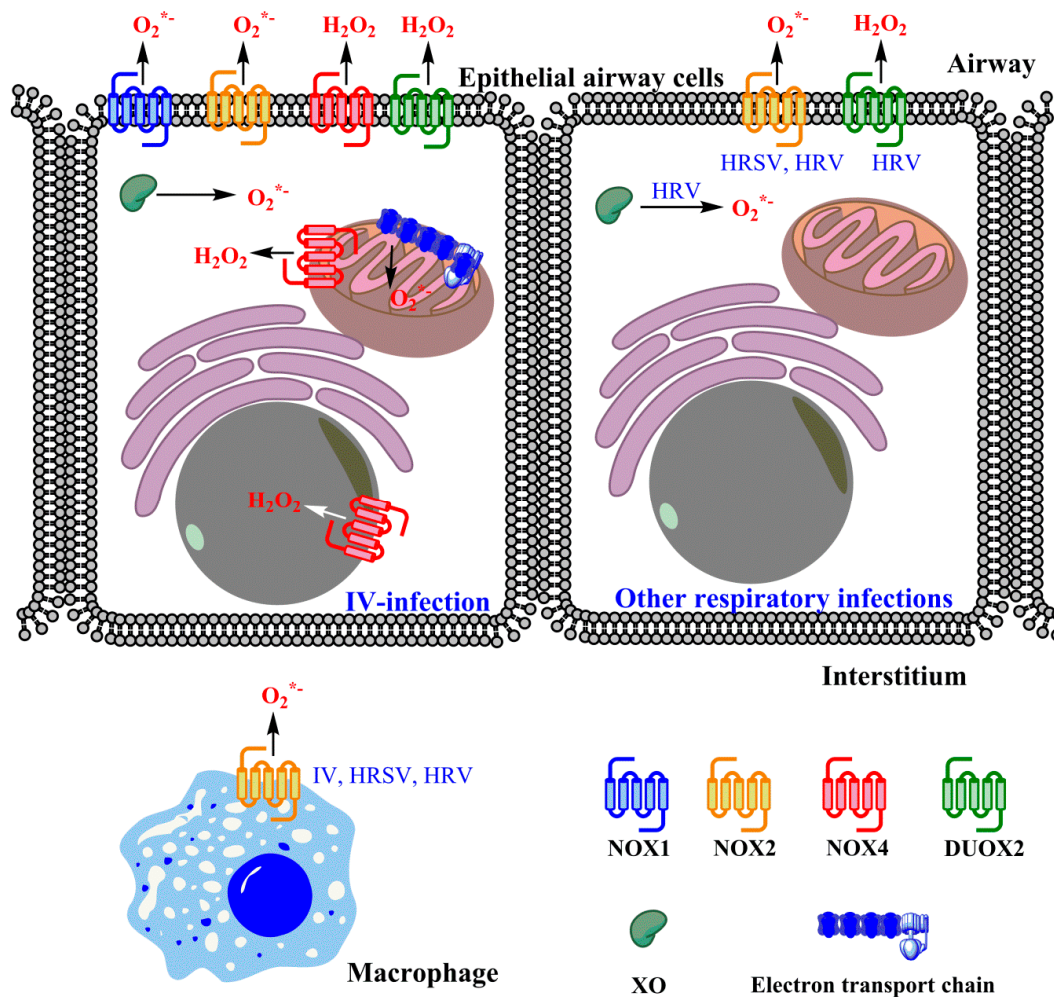 O2*-
O2*-
H2O2
H2O2
O2*-
H2O2
Epithelial airway cells
Airway
HRSV, HRV
HRV
O2*-
HRV
O2*-
H2O2
O2*-
H2O2
IV-infection
Other respiratory infections
Interstitium
O2*-
IV, HRSV, HRV
NOX1
NOX2
NOX4
DUOX2
Macrophage
XO
Electron transport chain